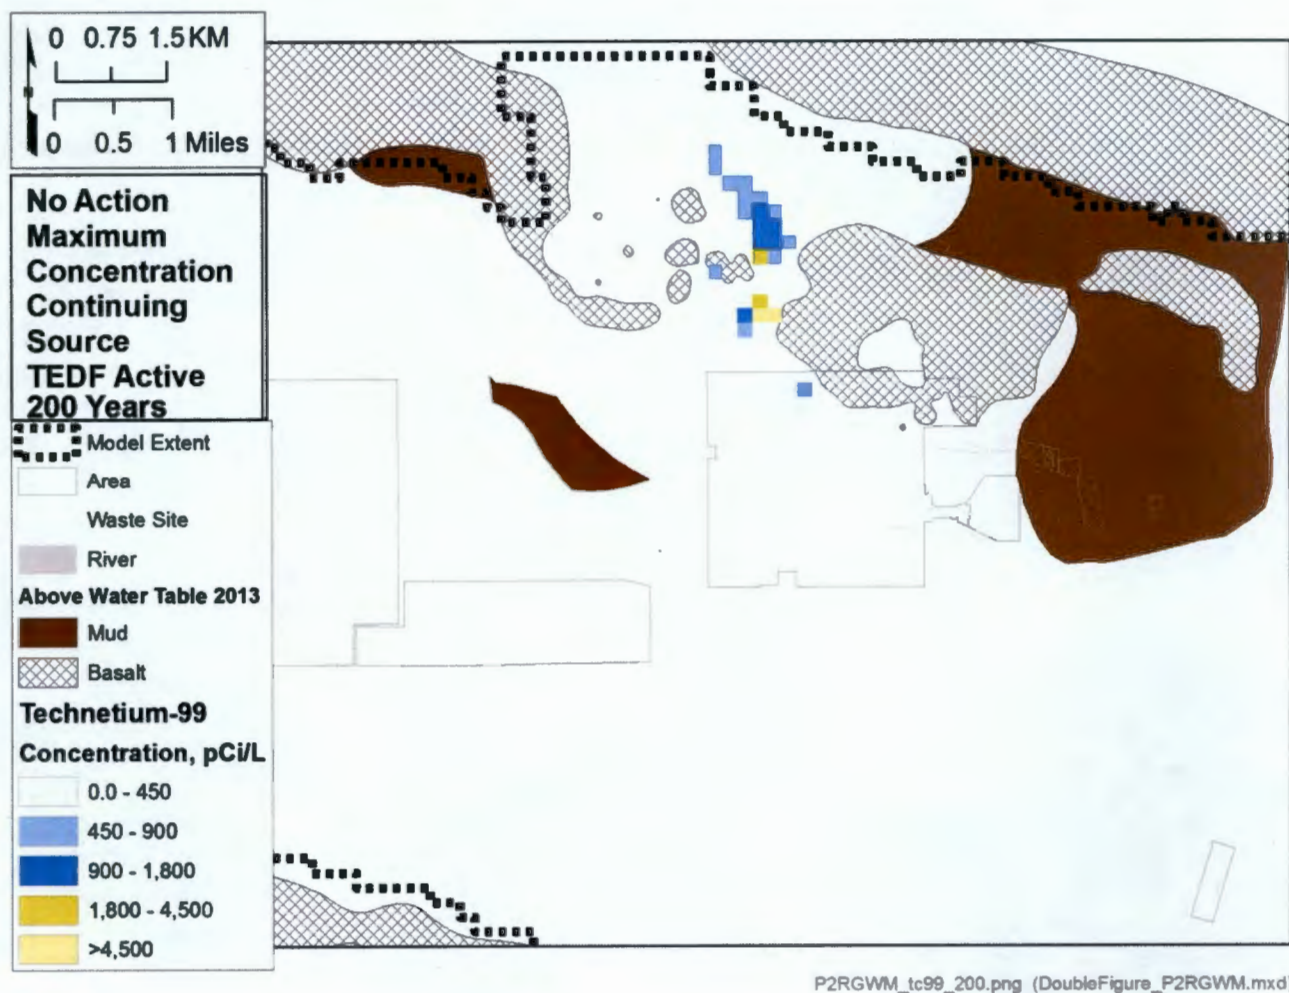 0 0.75 1.5 KM
0 0.5 1 Miles
No Action
Maximum
Concentration
Continuing
Source
TEDF Active
200 Years
Model Extent
Area
Waste Site
River
Above Water Table 2013
Mud
Basalt
Technetium-99
Concentration, pCi/L
0.0 - 450
450 - 900
900 - 1,800
1,800 - 4,500
>4,500
P2RGWM_tc99_200.png (DoubleFigure_P2RGWM.mxd)